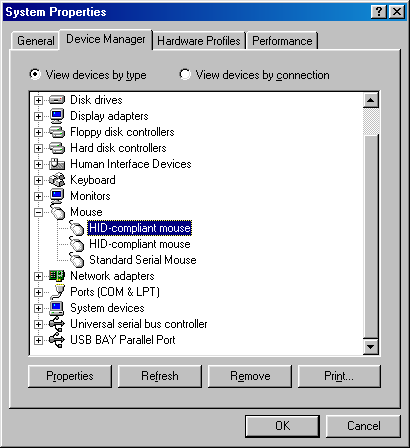 System Properties
General Device Manager Hardware Profiles Performance
View devices by type View devices by connection
Disk drives
Display adapters
Floppy disk controllers
Hard disk controllers
Human Interface Devices
Keyboard
Monitors
Mouse
HID-compliant mouse
HID-compliant mouse
Standard Serial Mouse
Network adapters
Ports (COM & LPT)
System devices
Universal serial bus controller
USB BAY Parallel Port
Properties Refresh Remove Print...
OK Cancel